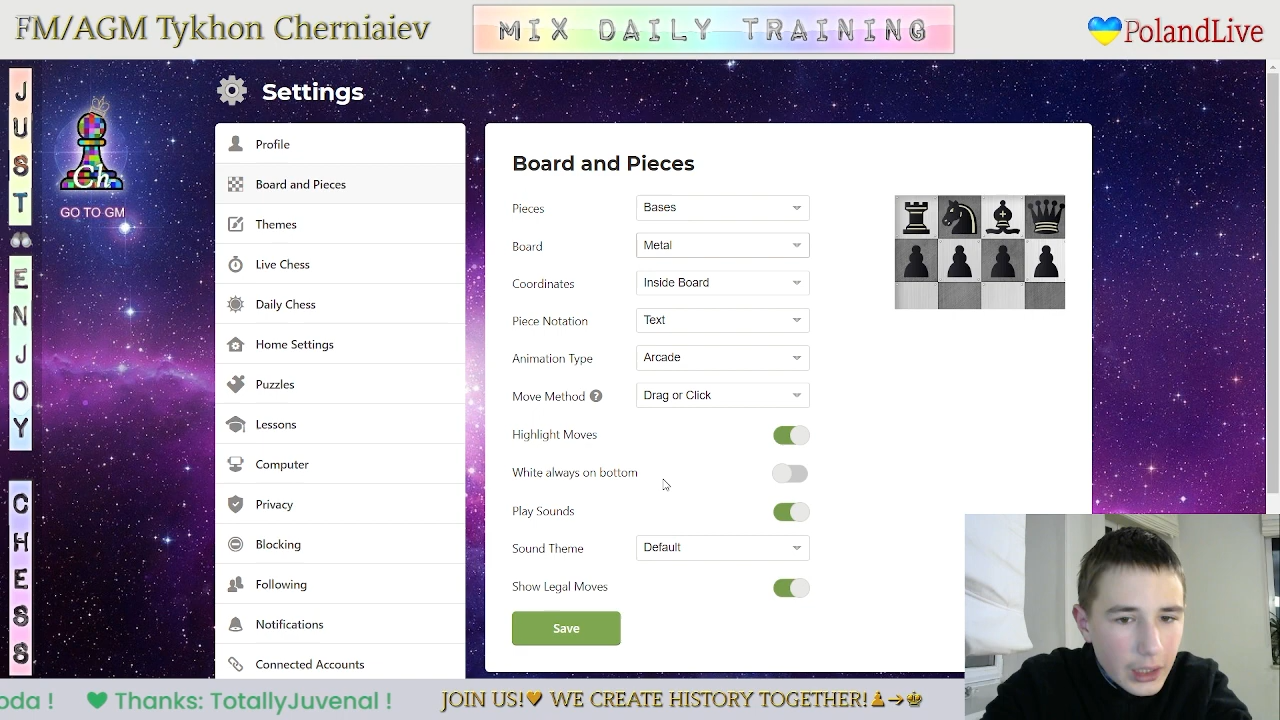 FM/AGM Tykhon Cherniaiev
MIX DAILY TRAINING
PolandLive
JUST
ENJOY
CHESS
Ch
GO TO GM
Settings
Profile
Board and Pieces
Themes
Live Chess
Daily Chess
Home Settings
Puzzles
Lessons
Computer
Privacy
Blocking
Following
Notifications
Connected Accounts
Board and Pieces
Pieces Bases
Board Metal
Coordinates Inside Board
Piece Notation Text
Animation Type Arcade
Move Method ? Drag or Click
Highlight Moves
White always on bottom
Play Sounds
Sound Theme Default
Show Legal Moves
Save
oda ! 💚 Thanks: TotallyJuvenal !
JOIN US!🧡 WE CREATE HISTORY TOGETHER!♟→♚